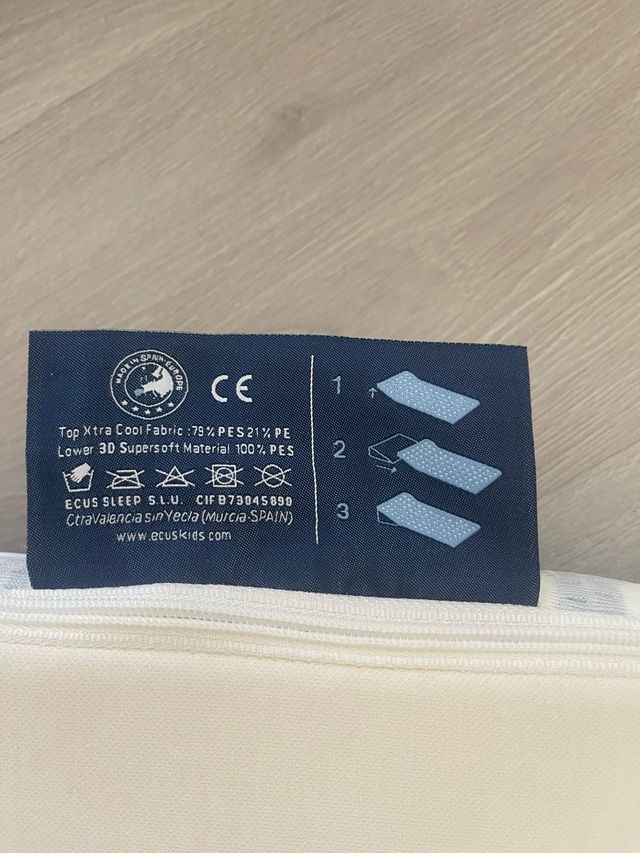 MADE IN SPAIN-EUROPE
CE
Top Xtra Cool Fabric :79% PES 21% PE
Lower 3D Supersoft Material 100% PES
ECUS SLEEP S.L.U. CIF B73045890
Ctra Valencia s/n Yecla (Murcia-SPAIN)
www.ecuskids.com
1
2
3